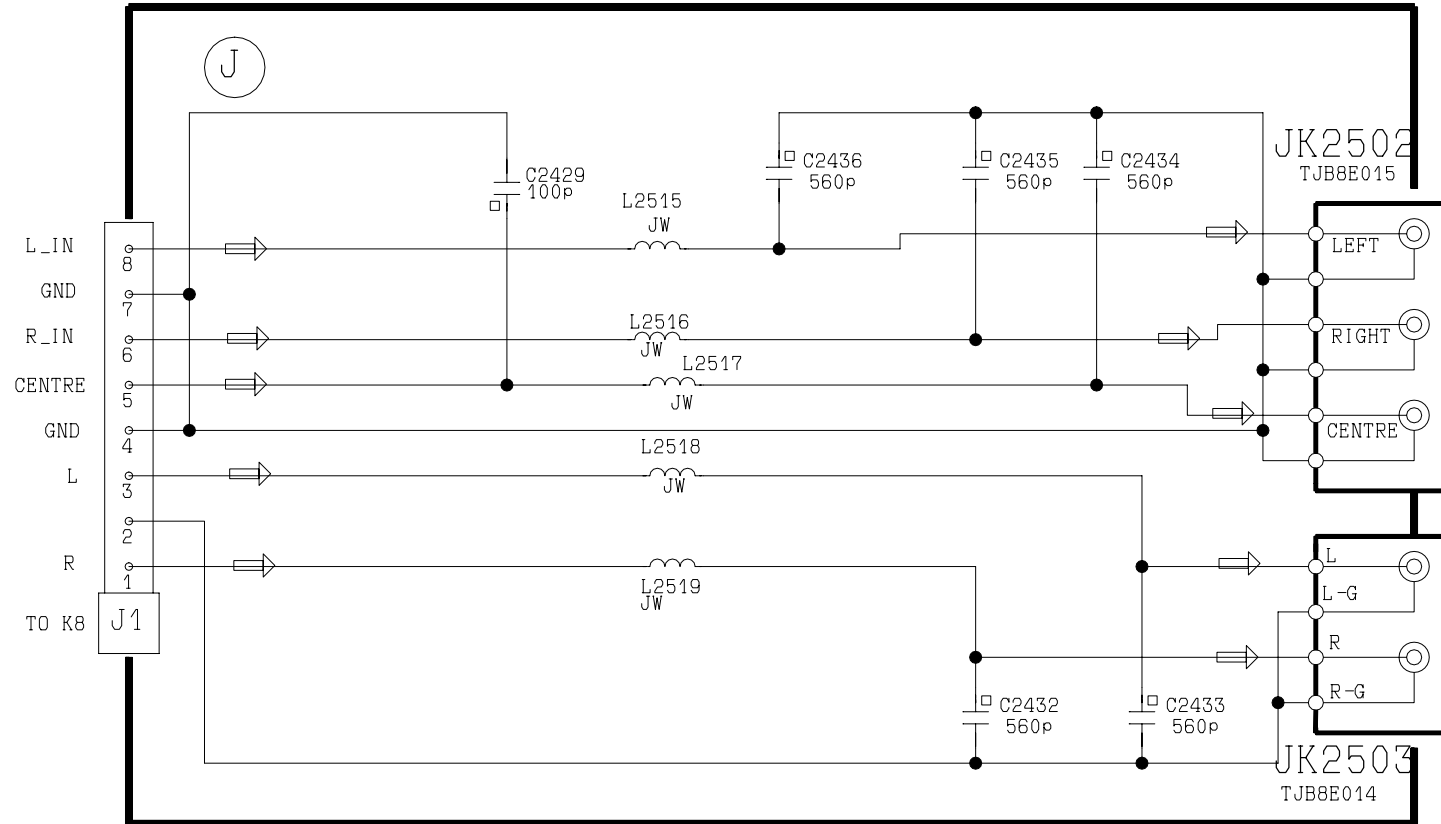 J
JK2502
TJB8E015
C2436
560p
C2435
560p
C2434
560p
C2429
100p
L2515
JW
L_IN
8
LEFT
GND
7
L2516
JW
R_IN
6
RIGHT
L2517
JW
CENTRE
5
CENTRE
GND
4
L2518
JW
L
3
2
L
R
1
L2519
JW
L-G
TO K8
J1
R
R-G
C2432
560p
C2433
560p
JK2503
TJB8E014